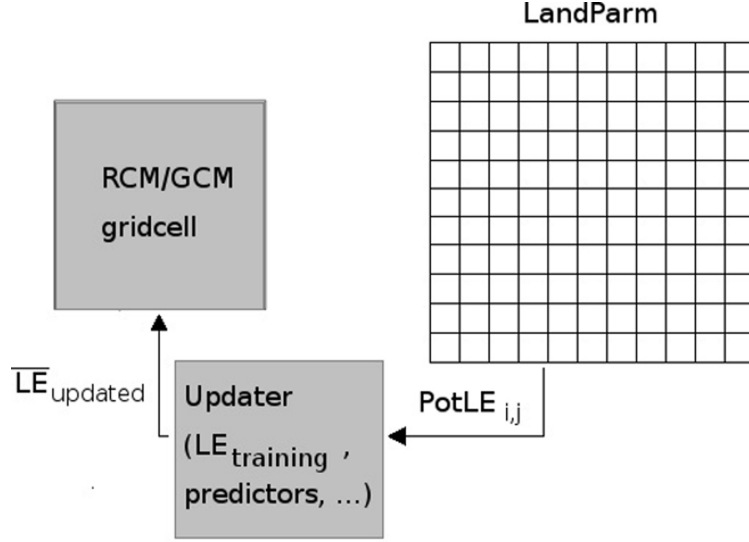 LandParm
RCM/GCM
gridcell
LE updated
PotLE i,j
Updater
(LE training ,
predictors, ...)